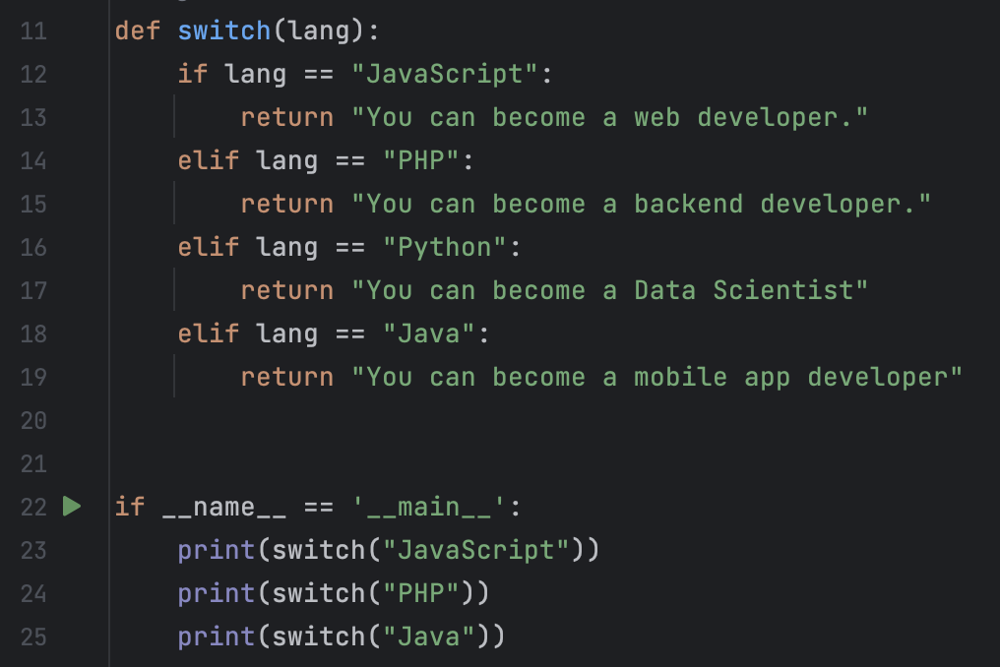 11 def switch(lang):
12     if lang == "JavaScript":
13         return "You can become a web developer."
14     elif lang == "PHP":
15         return "You can become a backend developer."
16     elif lang == "Python":
17         return "You can become a Data Scientist"
18     elif lang == "Java":
19         return "You can become a mobile app developer"
20
21
22 if __name__ == '__main__':
23     print(switch("JavaScript"))
24     print(switch("PHP"))
25     print(switch("Java"))